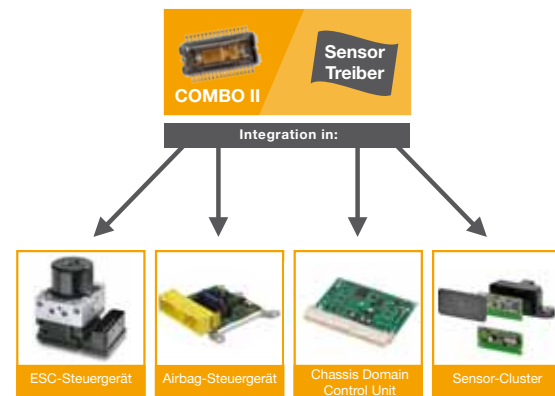 Sensor
Treiber
COMBO II
Integration in:
ESC-Steuergerät
Airbag-Steuergerät
Chassis Domain
Control Unit
Sensor-Cluster